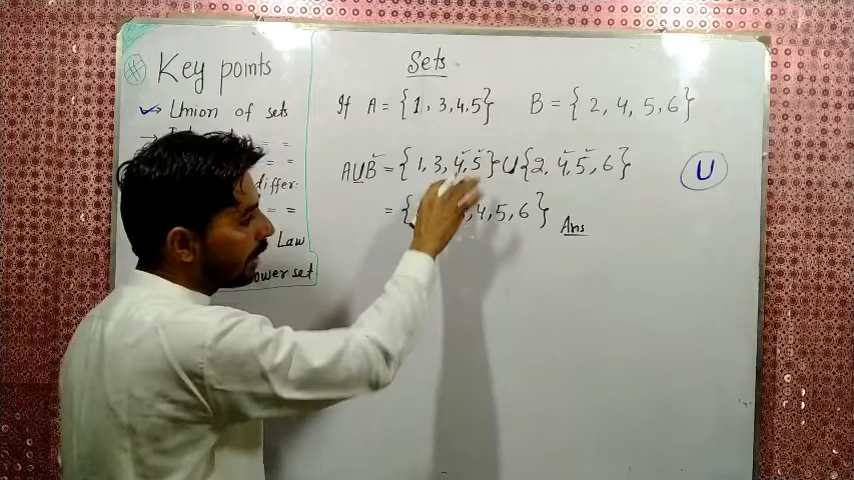 # Key points
Union of sets
= =
= =
differ:
= =
Law
ower set
Sets
If A = {1, 3, 4, 5} B = { 2, 4, 5, 6 }
A∪B = {1, 3, 4, 5} ∪ {2, 4, 5, 6 }
= { , 4, 5, 6 } Ans
U